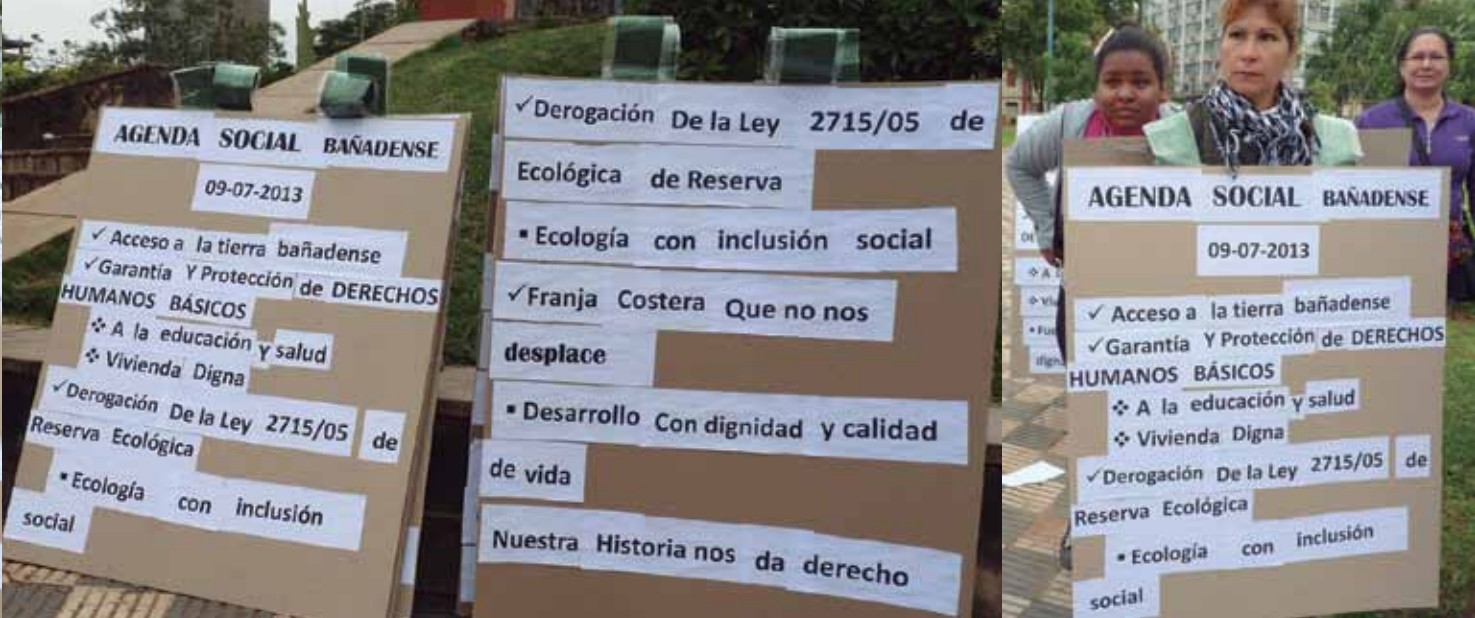 AGENDA SOCIAL BAÑADENSE
09-07-2013
✓ Acceso a la tierra bañadense
✓ Garantía Y Protección de DERECHOS
HUMANOS BÁSICOS
❖ A la educación y salud
❖ Vivienda Digna
✓ Derogación De la Ley 2715/05 de
Reserva Ecológica
▪ Ecología con inclusión
social
✓ Derogación De la Ley 2715/05 de
Ecológica de Reserva
▪ Ecología con inclusión social
✓ Franja Costera Que no nos
desplace
▪ Desarrollo Con dignidad y calidad
de vida
Nuestra Historia nos da derecho
AGENDA SOCIAL BAÑADENSE
09-07-2013
✓ Acceso a la tierra bañadense
✓ Garantía Y Protección de DERECHOS
HUMANOS BÁSICOS
❖ A la educación y salud
❖ Vivienda Digna
✓ Derogación De la Ley 2715/05 de
Reserva Ecológica
▪ Ecología con inclusión
social